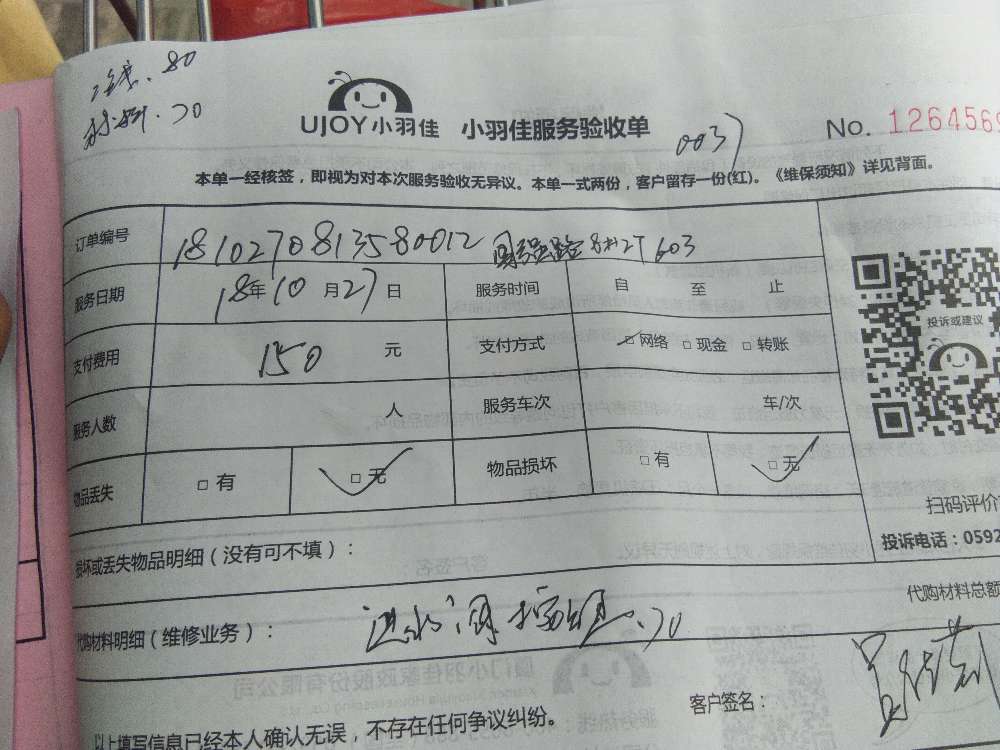 工费.80
材料.70
UJOY小羽佳 小羽佳服务验收单
0037
No. 1264569
本单一经核签，即视为对本次服务验收无异议。本单一式两份，客户留存一份(红)。《维保须知》详见背面。
订单编号 1810270813580012 603
服务日期 18年10月27日 服务时间 自 至 止
支付费用 150 元 支付方式 □网络 □现金 □转账
投诉或建议
服务人数 人 服务车次 车/次
物品丢失 □有 □无 物品损坏 □有 □无
扫码评价
损坏或丢失物品明细（没有可不填）：
投诉电话：0592
代购材料总额
代购材料明细（维修业务）： 进水 70
客户签名：
以上填写信息已经本人确认无误，不存在任何争议纠纷。